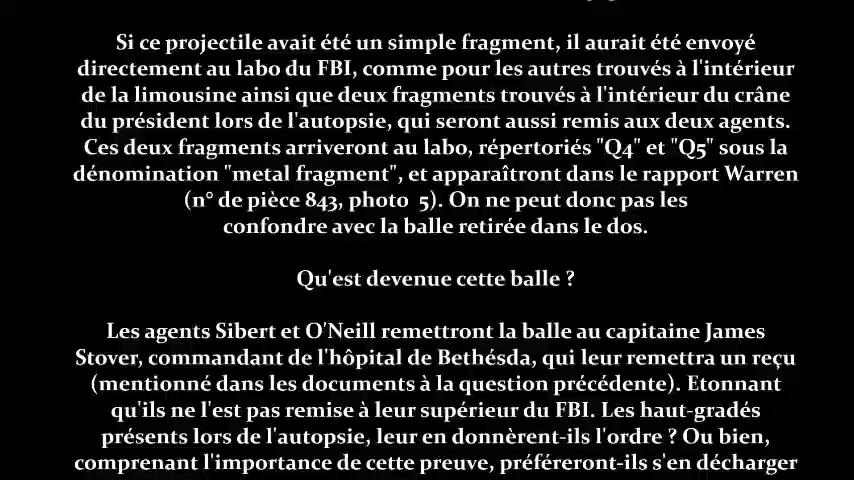 Si ce projectile avait été un simple fragment, il aurait été envoyé
directement au labo du FBI, comme pour les autres trouvés à l'intérieur
de la limousine ainsi que deux fragments trouvés à l'intérieur du crâne
du président lors de l'autopsie, qui seront aussi remis aux deux agents.
Ces deux fragments arriveront au labo, répertoriés "Q4" et "Q5" sous la
dénomination "metal fragment", et apparaîtront dans le rapport Warren
(n° de pièce 843, photo 5). On ne peut donc pas les
confondre avec la balle retirée dans le dos.
Qu'est devenue cette balle ?
Les agents Sibert et O'Neill remettront la balle au capitaine James
Stover, commandant de l'hôpital de Bethésda, qui leur remettra un reçu
(mentionné dans les documents à la question précédente). Etonnant
qu'ils ne l'est pas remise à leur supérieur du FBI. Les haut-gradés
présents lors de l'autopsie, leur en donnèrent-ils l'ordre ? Ou bien,
comprenant l'importance de cette preuve, préféreront-ils s'en décharger